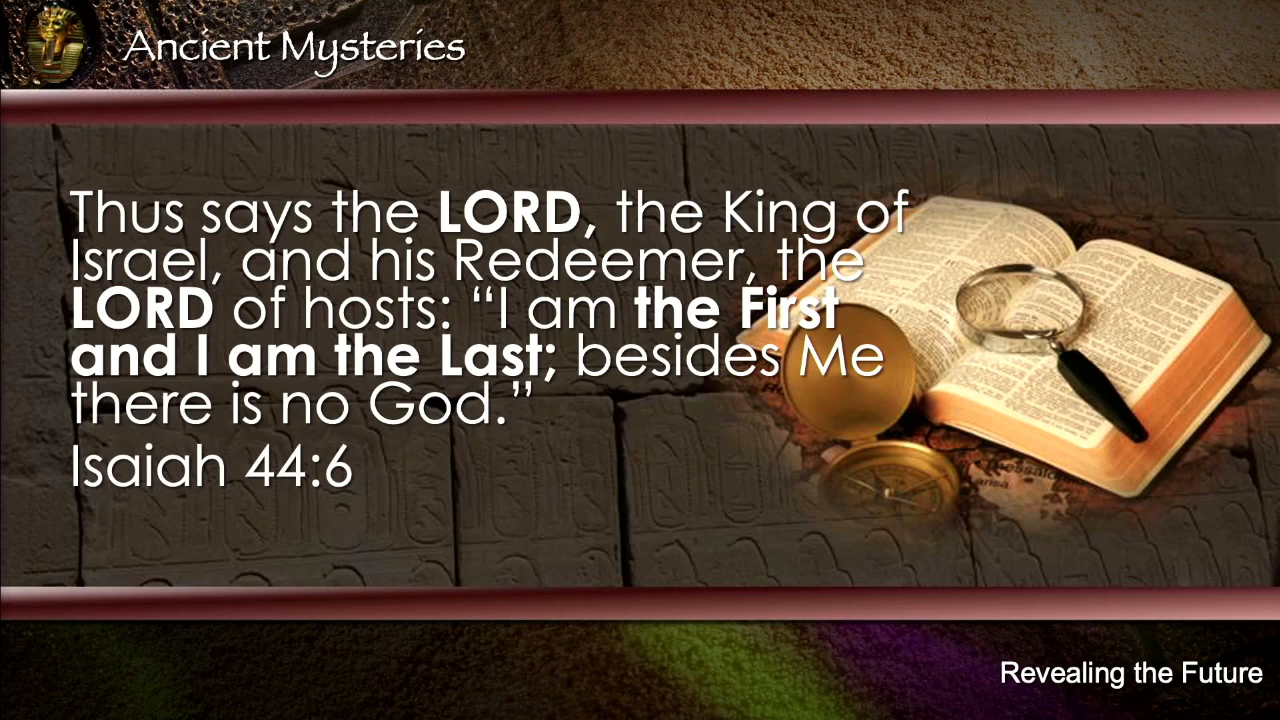 Ancient Mysteries
Thus says the LORD, the King of
Israel, and his Redeemer, the
LORD of hosts: “I am the First
and I am the Last; besides Me
there is no God.”
Isaiah 44:6
Revealing the Future